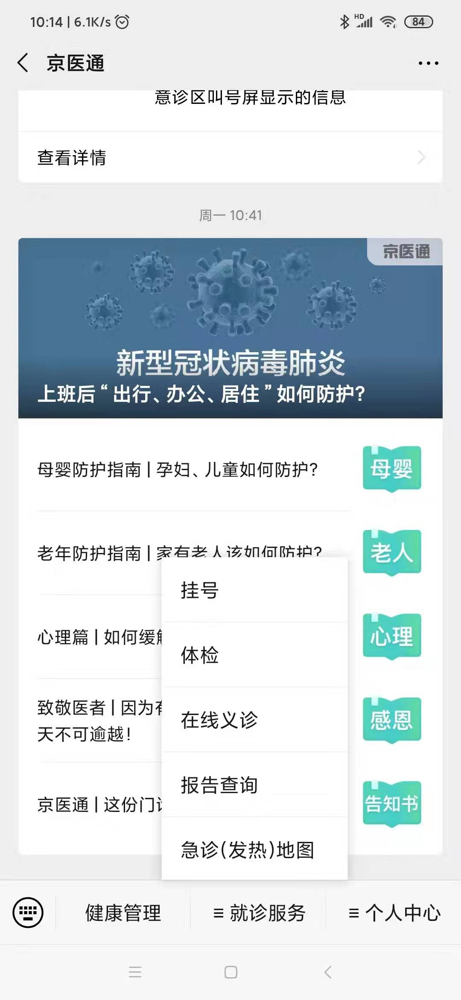 10:14 | 6.1K/s
HD
84
京医通
意诊区叫号屏显示的信息
查看详情
周一 10:41
京医通
新型冠状病毒肺炎
上班后“出行、办公、居住”如何防护?
母婴防护指南 | 孕妇、儿童如何防护?
母婴
老年防护指南 | 家有老人该如何防护?
老人
心理篇 | 如何缓解
心理
致敬医者 | 因为有
天不可逾越!
感恩
京医通 | 这份门诊
告知书
挂号
体检
在线义诊
报告查询
急诊(发热)地图
健康管理
就诊服务
个人中心